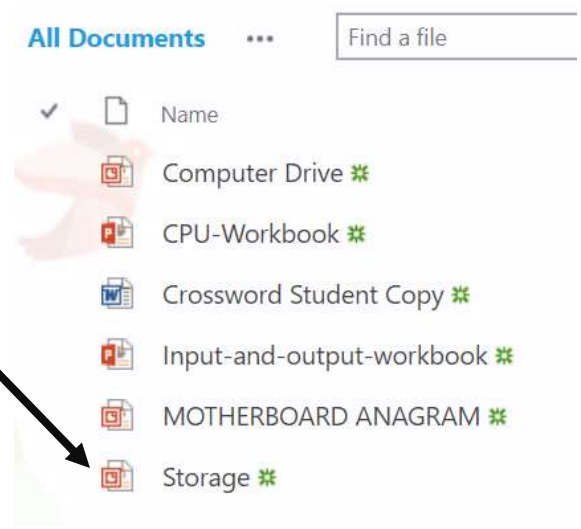 All Documents ... Find a file
Name
Computer Drive
CPU-Workbook
Crossword Student Copy
Input-and-output-workbook
MOTHERBOARD ANAGRAM
Storage